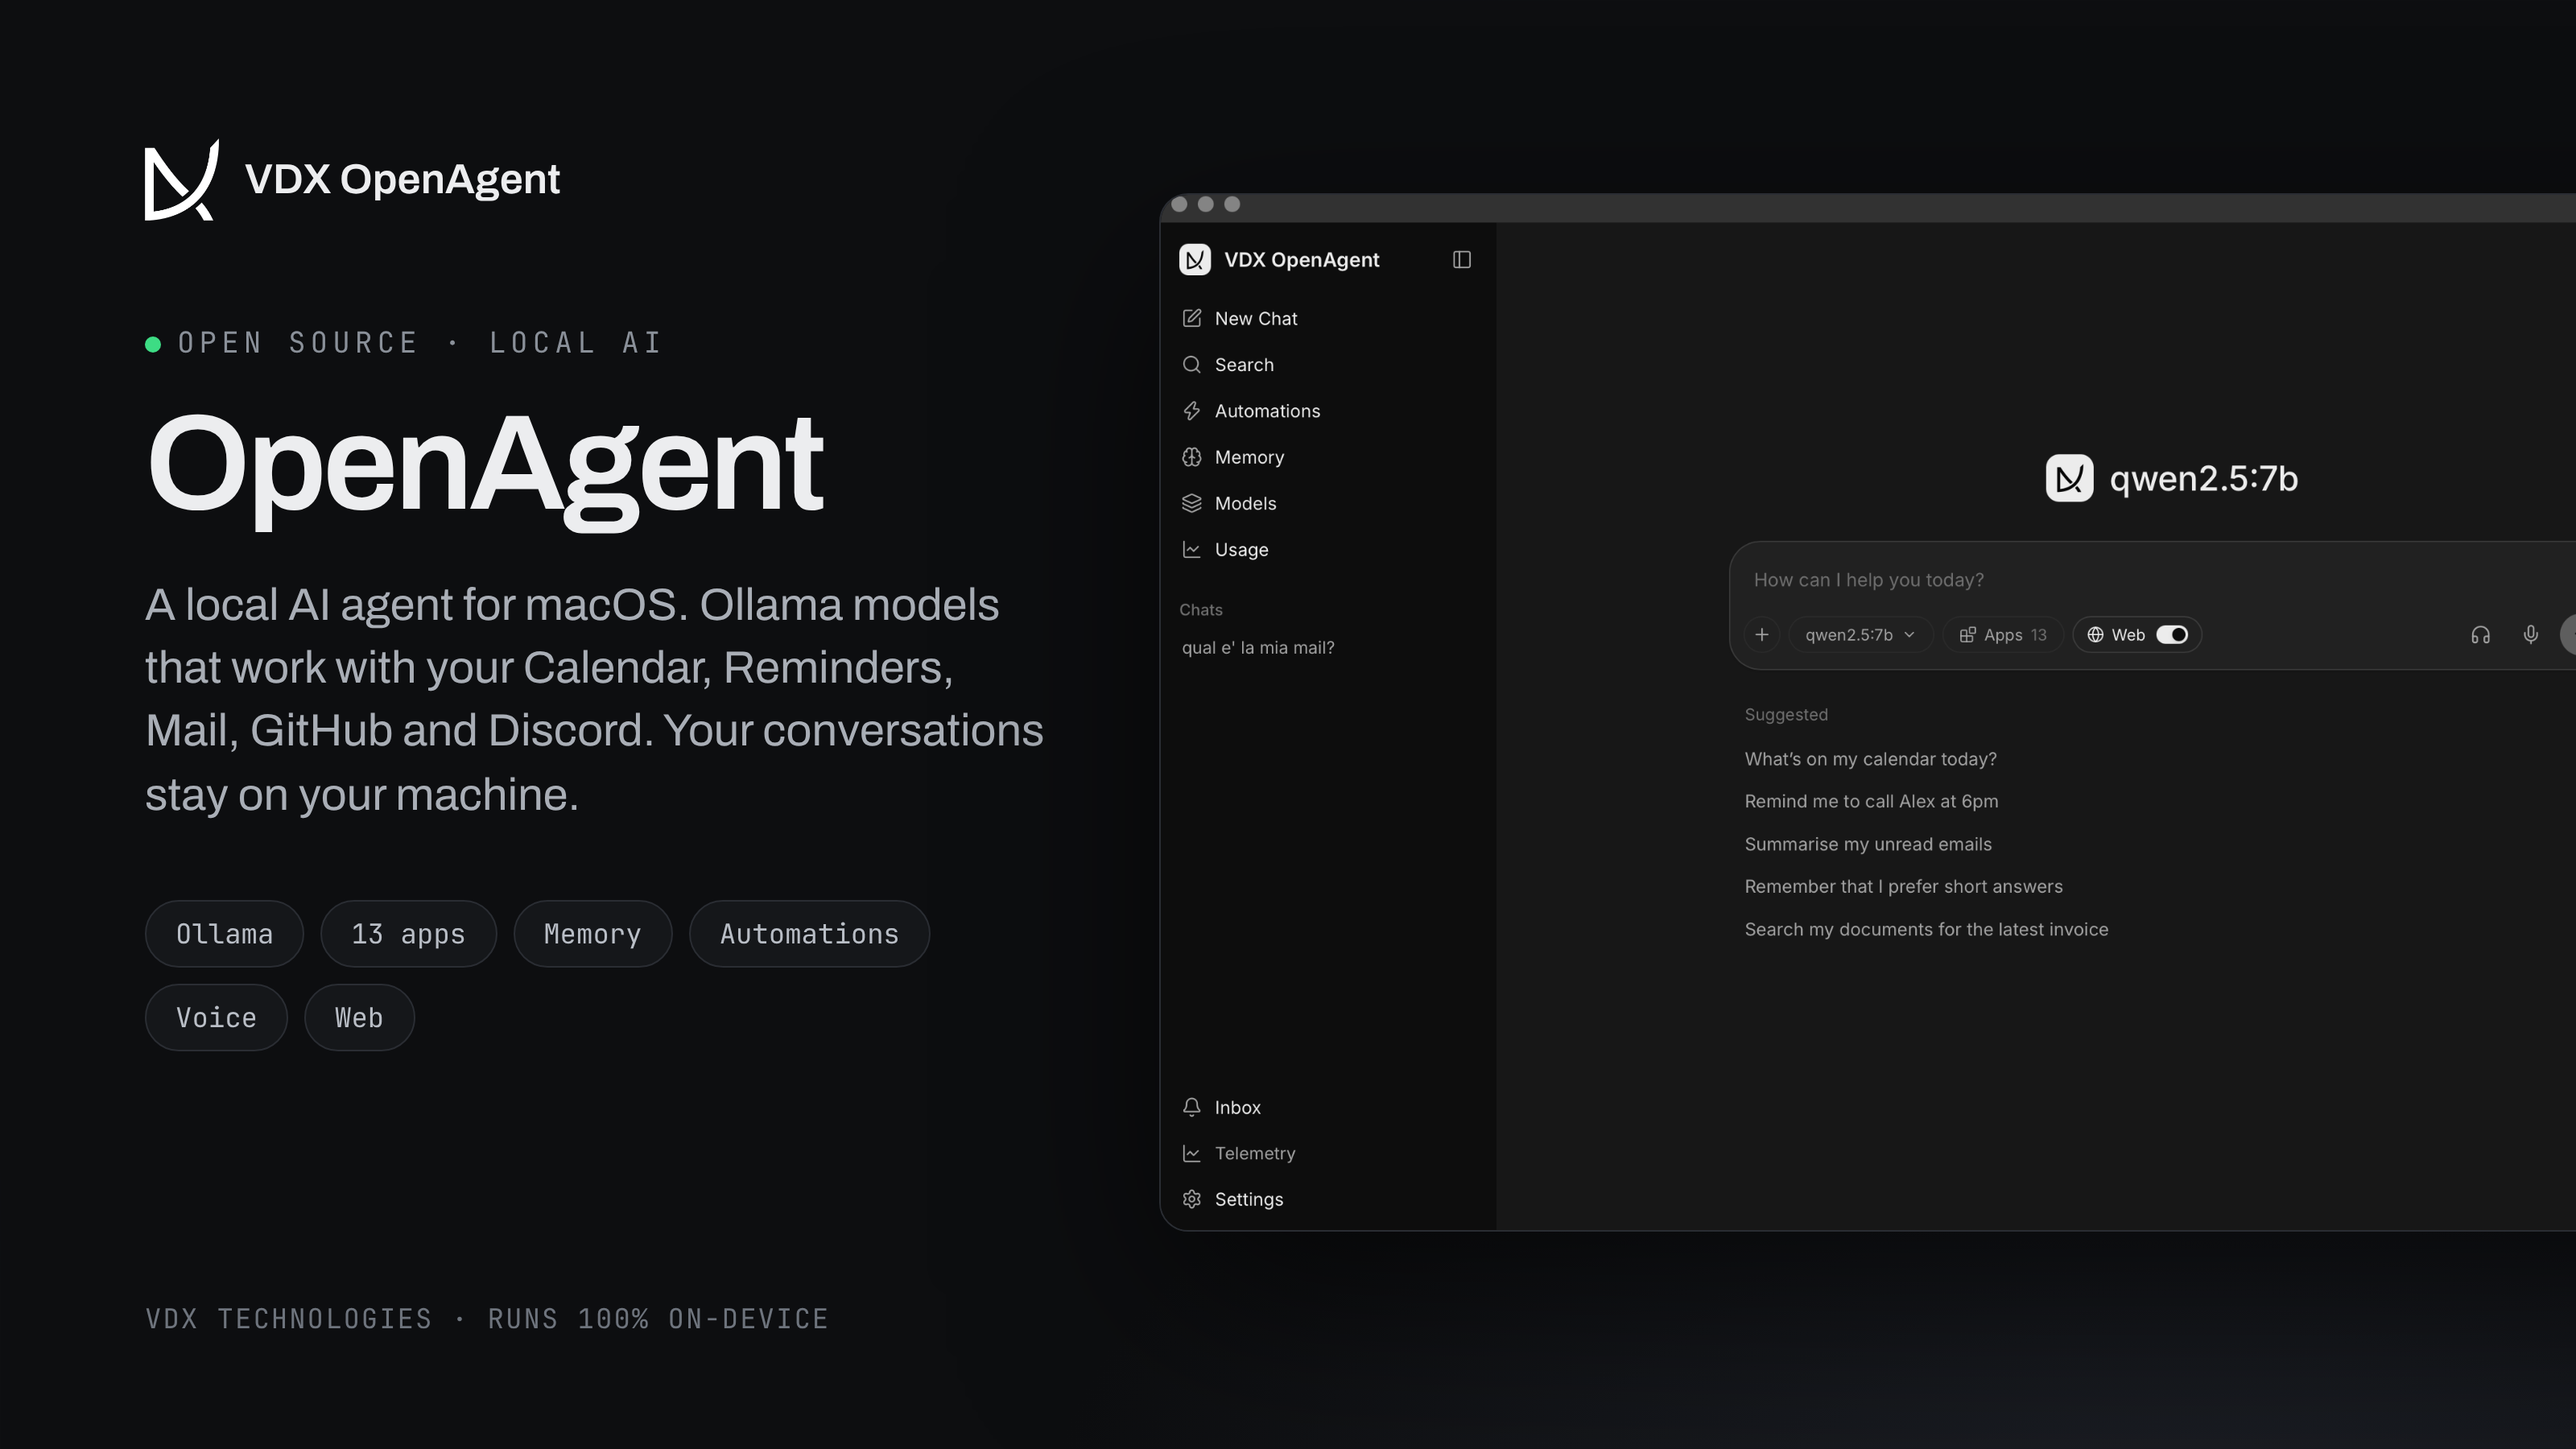 VDX OpenAgent
OPEN SOURCE · LOCAL AI
OpenAgent
A local AI agent for macOS. Ollama models
that work with your Calendar, Reminders,
Mail, GitHub and Discord. Your conversations
stay on your machine.
Ollama
13 apps
Memory
Automations
Voice
Web
VDX TECHNOLOGIES · RUNS 100% ON-DEVICE
VDX OpenAgent
New Chat
Search
Automations
Memory
Models
Usage
Chats
qual e' la mia mail?
Inbox
Telemetry
Settings
qwen2.5:7b
How can I help you today?
qwen2.5:7b
Apps 13
Web
Suggested
What’s on my calendar today?
Remind me to call Alex at 6pm
Summarise my unread emails
Remember that I prefer short answers
Search my documents for the latest invoice